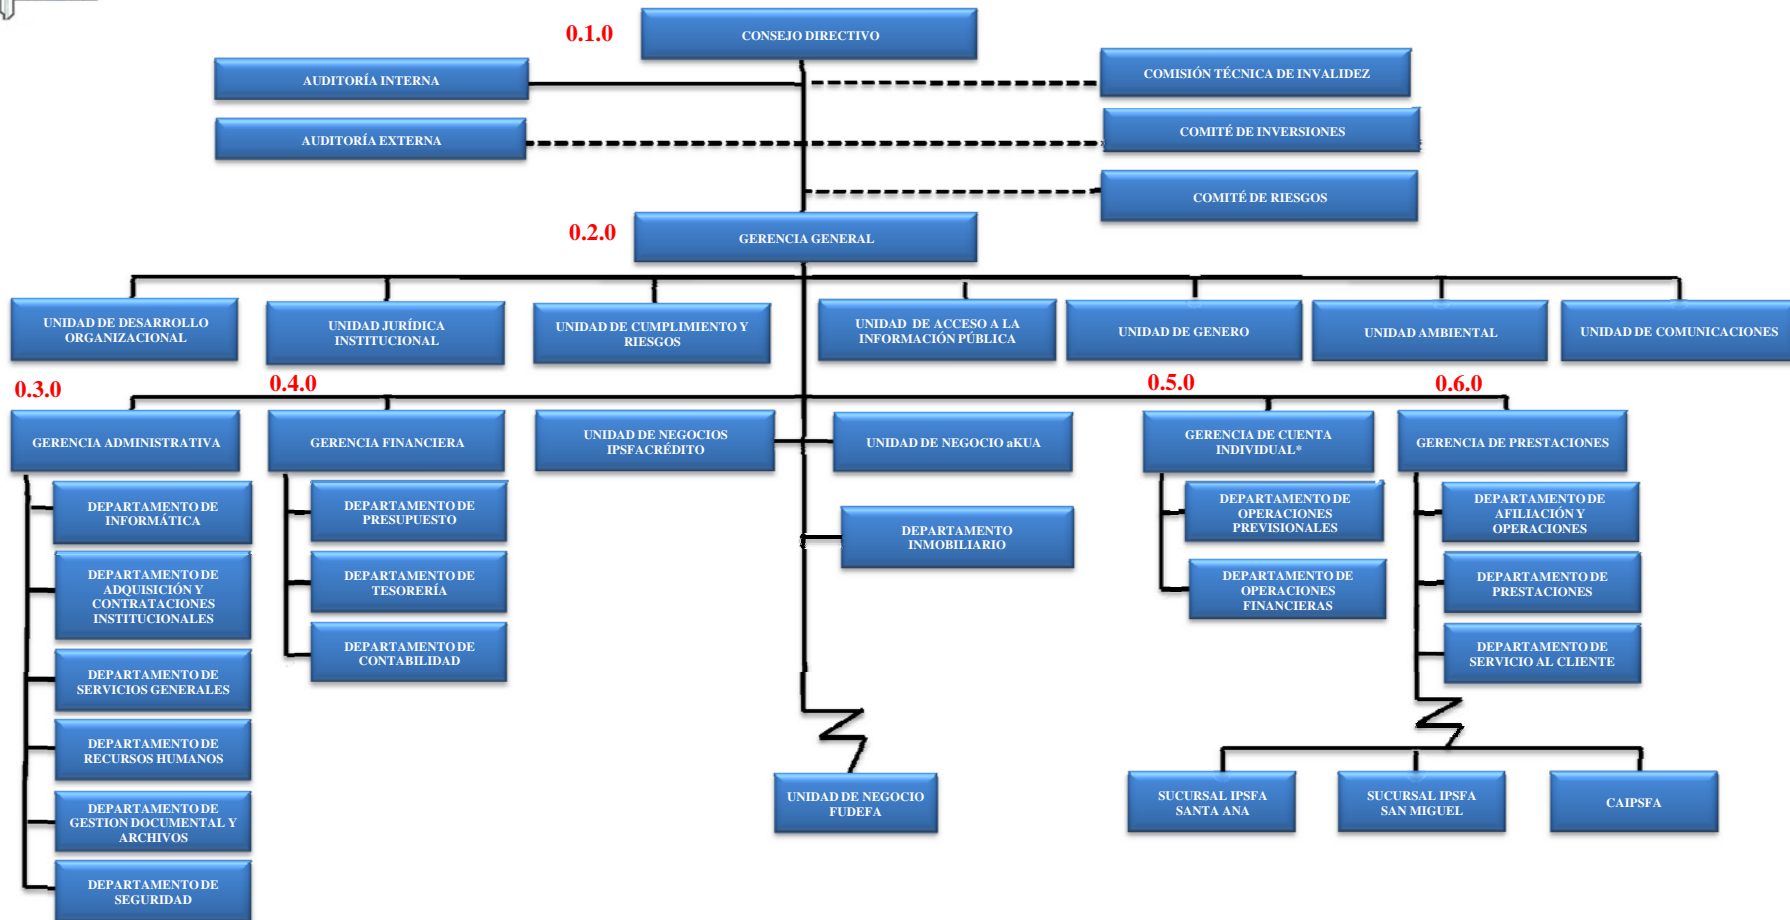 0.1.0
CONSEJO DIRECTIVO
AUDITORÍA INTERNA
COMISIÓN TÉCNICA DE INVALIDEZ
AUDITORÍA EXTERNA
COMITÉ DE INVERSIONES
COMITÉ DE RIESGOS
0.2.0
GERENCIA GENERAL
UNIDAD DE DESARROLLO
ORGANIZACIONAL
UNIDAD JURÍDICA
INSTITUCIONAL
UNIDAD DE CUMPLIMIENTO Y
RIESGOS
UNIDAD DE ACCESO A LA
INFORMACIÓN PÚBLICA
UNIDAD DE GENERO
UNIDAD AMBIENTAL
UNIDAD DE COMUNICACIONES
0.3.0
0.4.0
0.5.0
0.6.0
GERENCIA ADMINISTRATIVA
GERENCIA FINANCIERA
UNIDAD DE NEGOCIOS
IPSFACRÉDITO
UNIDAD DE NEGOCIO aKUA
GERENCIA DE CUENTA
INDIVIDUAL*
GERENCIA DE PRESTACIONES
DEPARTAMENTO DE
INFORMÁTICA
DEPARTAMENTO DE
ADQUISICIÓN Y
CONTRATACIONES
INSTITUCIONALES
DEPARTAMENTO DE
SERVICIOS GENERALES
DEPARTAMENTO DE
RECURSOS HUMANOS
DEPARTAMENTO DE
GESTION DOCUMENTAL Y
ARCHIVOS
DEPARTAMENTO DE
SEGURIDAD
DEPARTAMENTO DE
PRESUPUESTO
DEPARTAMENTO DE
TESORERÍA
DEPARTAMENTO DE
CONTABILIDAD
DEPARTAMENTO
INMOBILIARIO
UNIDAD DE NEGOCIO
FUDEFA
DEPARTAMENTO DE
OPERACIONES
PREVISIONALES
DEPARTAMENTO DE
OPERACIONES
FINANCIERAS
DEPARTAMENTO DE
AFILIACIÓN Y
OPERACIONES
DEPARTAMENTO DE
PRESTACIONES
DEPARTAMENTO DE
SERVICIO AL CLIENTE
SUCURSAL IPSFA
SANTA ANA
SUCURSAL IPSFA
SAN MIGUEL
CAIPSFA